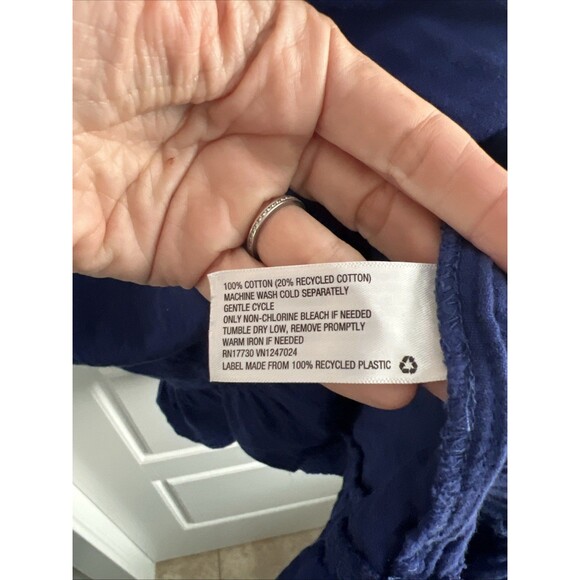 100% COTTON (20% RECYCLED COTTON)
MACHINE WASH COLD SEPARATELY
GENTLE CYCLE
ONLY NON-CHLORINE BLEACH IF NEEDED
TUMBLE DRY LOW, REMOVE PROMPTLY
WARM IRON IF NEEDED
RN17730 VN1247024
LABEL MADE FROM 100% RECYCLED PLASTIC